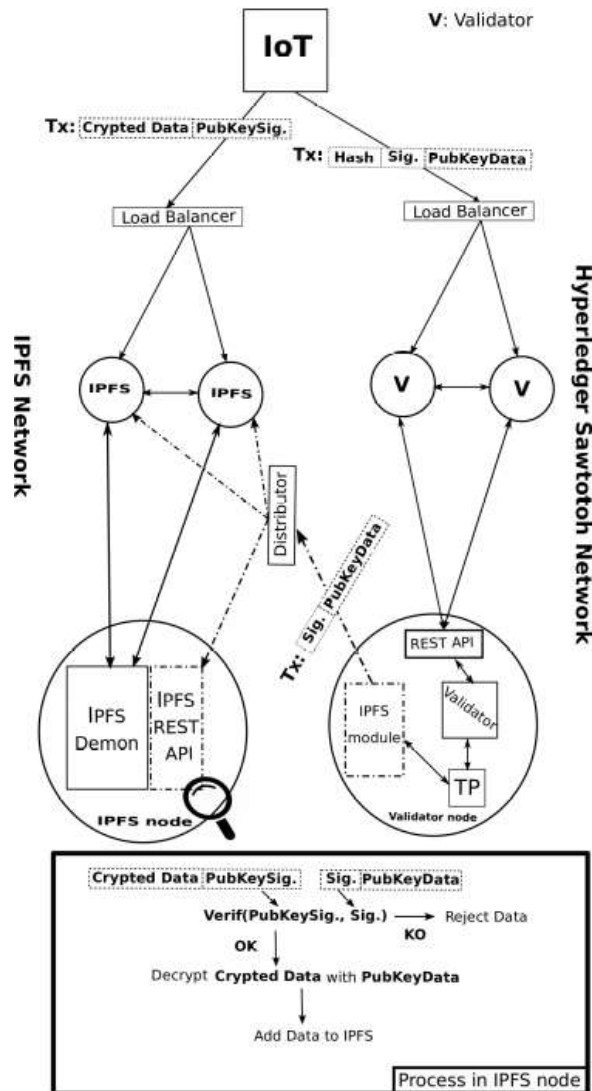 V: Validator
IoT
Tx: Crypted Data PubKeySig.
Tx: Hash Sig. PubKeyData
Load Balancer
Load Balancer
IPFS Network
Hyperledger Sawtotoh Network
IPFS
IPFS
V
V
Distributor
Tx: Sig. PubKeyData
IPFS
Demon
IPFS
REST
API
IPFS node
REST API
IPFS
module
Validator
TP
Validator node
Crypted Data PubKeySig.
Sig. PubKeyData
Verif(PubKeySig., Sig.)
Reject Data
OK
KO
Decrypt Crypted Data with PubKeyData
Add Data to IPFS
Process in IPFS node